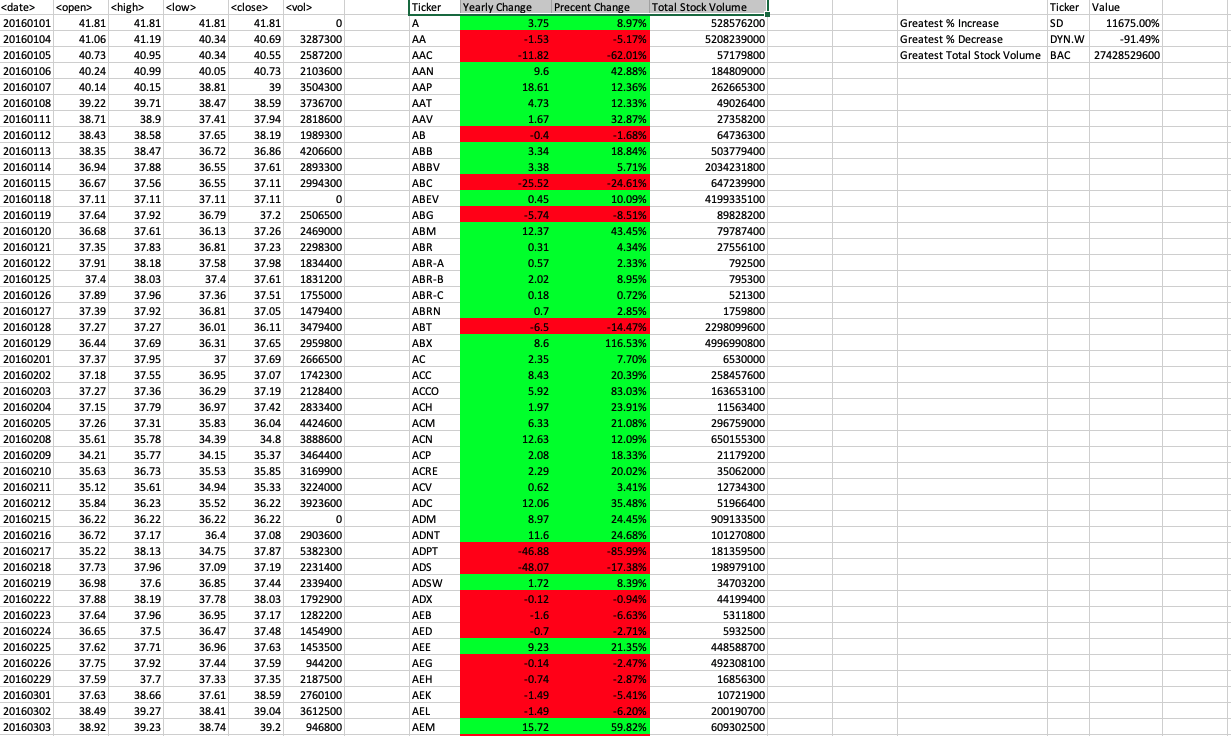 <date> <open> <high> <low> <close> <vol> Ticker Yearly Change Precent Change Total Stock Volume Ticker Value
20160101 41.81 41.81 41.81 41.81 0 A 3.75 8.97% 528576200 Greatest % Increase SD 11675.00%
20160104 41.06 41.19 40.34 40.69 3287300 AA -1.53 -5.17% 5208239000 Greatest % Decrease DYN.W -91.49%
20160105 40.73 40.95 40.34 40.55 2587200 AAC -11.82 -62.01% 57179800 Greatest Total Stock Volume BAC 27428529600
20160106 40.24 40.99 40.05 40.73 2103600 AAN 9.6 42.88% 184809000
20160107 40.14 40.15 38.81 39 3504300 AAP 18.61 12.36% 262665300
20160108 39.22 39.71 38.47 38.59 3736700 AAT 4.73 12.33% 49026400
20160111 38.71 38.9 37.41 37.94 2818600 AAV 1.67 32.87% 27358200
20160112 38.43 38.58 37.65 38.19 1989300 AB -0.4 -1.68% 64736300
20160113 38.35 38.47 36.72 36.86 4206600 ABB 3.34 18.84% 503779400
20160114 36.94 37.88 36.55 37.61 2893300 ABBV 3.38 5.71% 2034231800
20160115 36.67 37.56 36.55 37.11 2994300 ABC -25.52 -24.61% 647239900
20160118 37.11 37.11 37.11 37.11 0 ABEV 0.45 10.09% 4199335100
20160119 37.64 37.92 36.79 37.2 2506500 ABG -5.74 -8.51% 89828200
20160120 36.68 37.61 36.13 37.26 2469000 ABM 12.37 43.45% 79787400
20160121 37.35 37.83 36.81 37.23 2298300 ABR 0.31 4.34% 27556100
20160122 37.91 38.18 37.58 37.98 1834400 ABR-A 0.57 2.33% 792500
20160125 37.4 38.03 37.4 37.61 1831200 ABR-B 2.02 8.95% 795300
20160126 37.89 37.96 37.36 37.51 1755000 ABR-C 0.18 0.72% 521300
20160127 37.39 37.92 36.81 37.05 1479400 ABRN 0.7 2.85% 1759800
20160128 37.27 37.27 36.01 36.11 3479400 ABT -6.5 -14.47% 2298099600
20160129 36.44 37.69 36.31 37.65 2959800 ABX 8.6 116.53% 4996990800
20160201 37.37 37.95 37 37.69 2666500 AC 2.35 7.70% 6530000
20160202 37.18 37.55 36.95 37.07 1742300 ACC 8.43 20.39% 258457600
20160203 37.27 37.36 36.29 37.19 2128400 ACCO 5.92 83.03% 163653100
20160204 37.15 37.79 36.97 37.42 2833400 ACH 1.97 23.91% 11563400
20160205 37.26 37.31 35.83 36.04 4424600 ACM 6.33 21.08% 296759000
20160208 35.61 35.78 34.39 34.8 3888600 ACN 12.63 12.09% 650155300
20160209 34.21 35.77 34.15 35.37 3464400 ACP 2.08 18.33% 21179200
20160210 35.63 36.73 35.53 35.85 3169900 ACRE 2.29 20.02% 35062000
20160211 35.12 35.61 34.94 35.33 3224000 ACV 0.62 3.41% 12734300
20160212 35.84 36.23 35.52 36.22 3923600 ADC 12.06 35.48% 51966400
20160215 36.22 36.22 36.22 36.22 0 ADM 8.97 24.45% 909133500
20160216 36.72 37.17 36.4 37.08 2903600 ADNT 11.6 24.68% 101270800
20160217 35.22 38.13 34.75 37.87 5382300 ADPT -46.88 -85.99% 181359500
20160218 37.73 37.96 37.09 37.19 2231400 ADS -48.07 -17.38% 198979100
20160219 36.98 37.6 36.85 37.44 2339400 ADSW 1.72 8.39% 34703200
20160222 37.88 38.19 37.78 38.03 1792900 ADX -0.12 -0.94% 44199400
20160223 37.64 37.96 36.95 37.17 1282200 AEB -1.6 -6.63% 5311800
20160224 36.65 37.5 36.47 37.48 1454900 AED -0.7 -2.71% 5932500
20160225 37.62 37.71 36.96 37.63 1453500 AEE 9.23 21.35% 448588700
20160226 37.75 37.92 37.44 37.59 944200 AEG -0.14 -2.47% 492308100
20160229 37.59 37.7 37.33 37.35 2187500 AEH -0.74 -2.87% 16856300
20160301 37.63 38.66 37.61 38.59 2760100 AEK -1.49 -5.41% 10721900
20160302 38.49 39.27 38.41 39.04 3612500 AEL -1.49 -6.20% 200190700
20160303 38.92 39.23 38.74 39.2 946800 AEM 15.72 59.82% 609302500